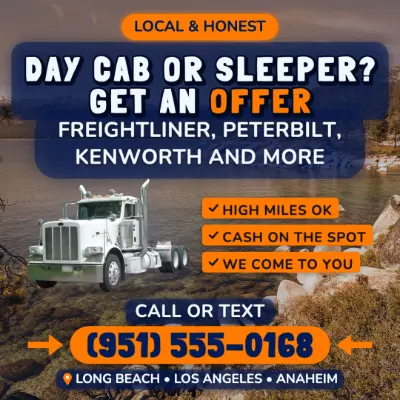 LOCAL & HONEST
DAY CAB OR SLEEPER?
GET AN OFFER
FREIGHTLINER, PETERBILT,
KENWORTH AND MORE
✓ HIGH MILES OK
✓ CASH ON THE SPOT
✓ WE COME TO YOU
CALL OR TEXT
(951) 555-0168
LONG BEACH • LOS ANGELES • ANAHEIM